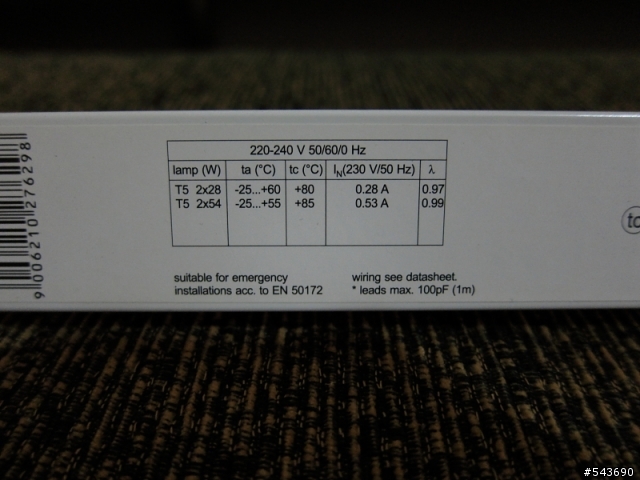 220-240 V 50/60/0 Hz
lamp (W) ta (°C) tc (°C) IN(230 V/50 Hz) λ
T5 2x28 -25...+60 +80 0.28 A 0.97
T5 2x54 -25...+55 +85 0.53 A 0.99
suitable for emergency
installations acc. to EN 50172
wiring see datasheet.
* leads max. 100pF (1m)
9 006210 276298
tc
#543690